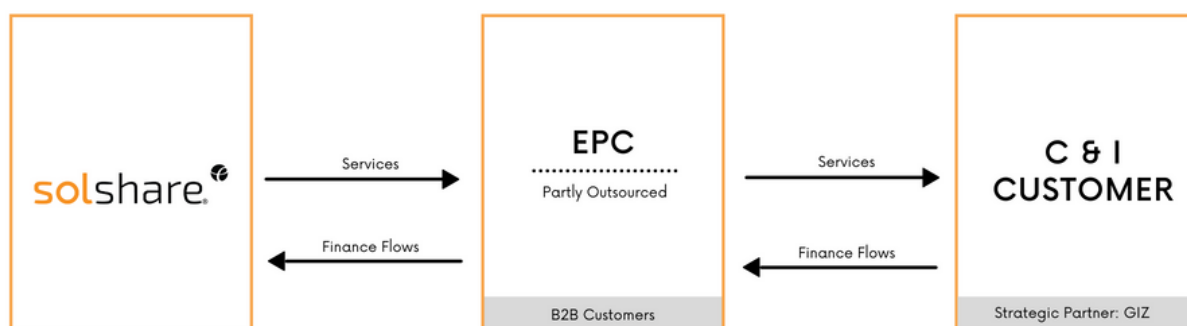 solshare®
Services
Finance Flows
EPC
Partly Outsourced
B2B Customers
Services
Finance Flows
C & I
CUSTOMER
Strategic Partner: GIZ